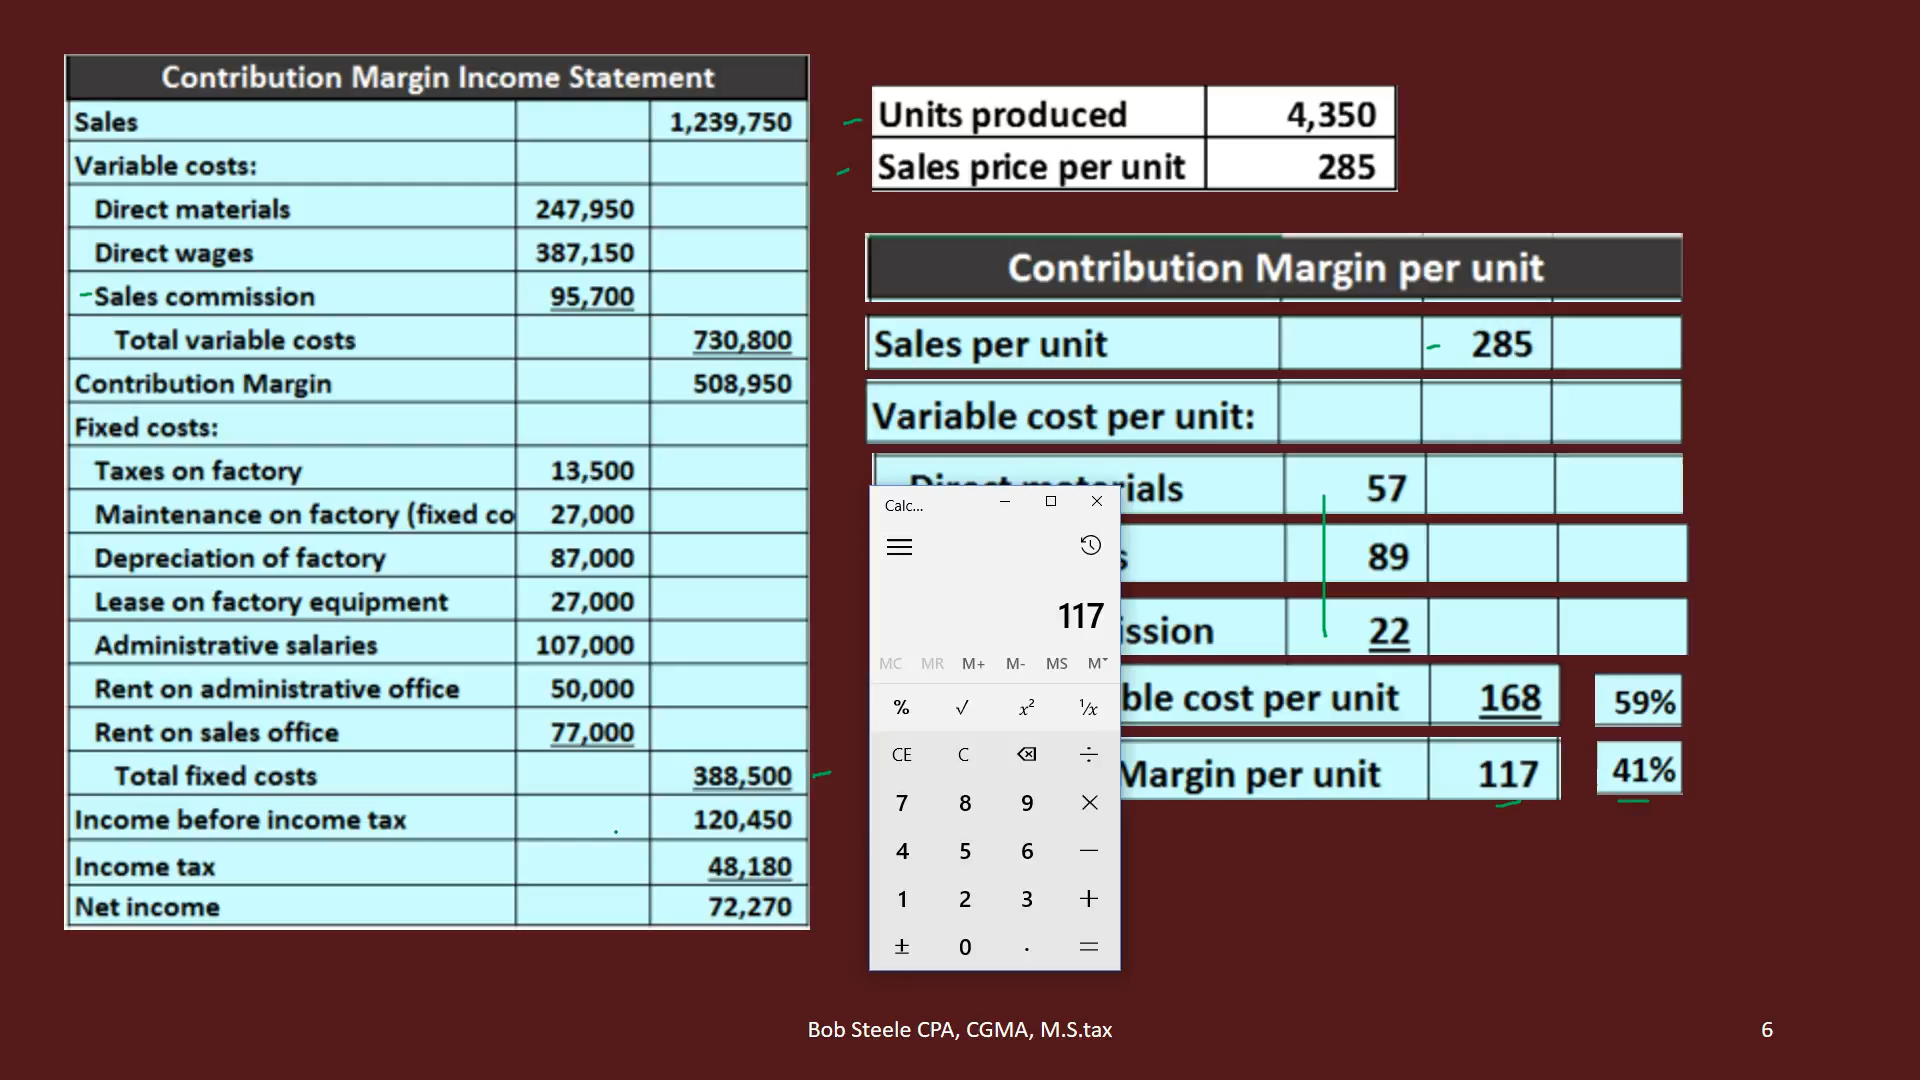 Contribution Margin Income Statement
Sales 1,239,750
Variable costs:
Direct materials 247,950
Direct wages 387,150
Sales commission 95,700
Total variable costs 730,800
Contribution Margin 508,950
Fixed costs:
Taxes on factory 13,500
Maintenance on factory (fixed co 27,000
Depreciation of factory 87,000
Lease on factory equipment 27,000
Administrative salaries 107,000
Rent on administrative office 50,000
Rent on sales office 77,000
Total fixed costs 388,500
Income before income tax 120,450
Income tax 48,180
Net income 72,270
Units produced 4,350
Sales price per unit 285
Contribution Margin per unit
Sales per unit 285
Variable cost per unit:
Direct materials 57
s 89
ission 22
ble cost per unit 168 59%
Margin per unit 117 41%
Calc...
117
MC MR M+ M- MS M˅
% √ x² ¹/x
CE C ⌫ ÷
7 8 9 ×
4 5 6 −
1 2 3 +
± 0 . =
Bob Steele CPA, CGMA, M.S.tax
6